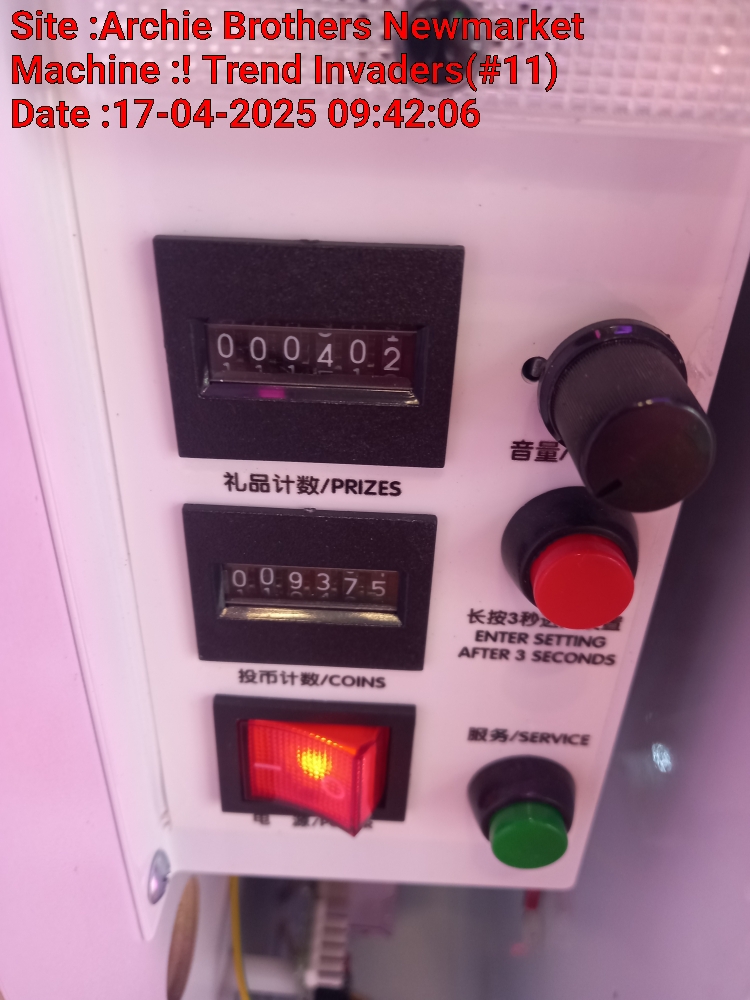 Site :Archie Brothers Newmarket
Machine :! Trend Invaders(#11)
Date :17-04-2025 09:42:06
000402
音量/
礼品计数/PRIZES
009375
长按3秒
ENTER SETTING
AFTER 3 SECONDS
投币计数/COINS
服务/SERVICE
电 源/